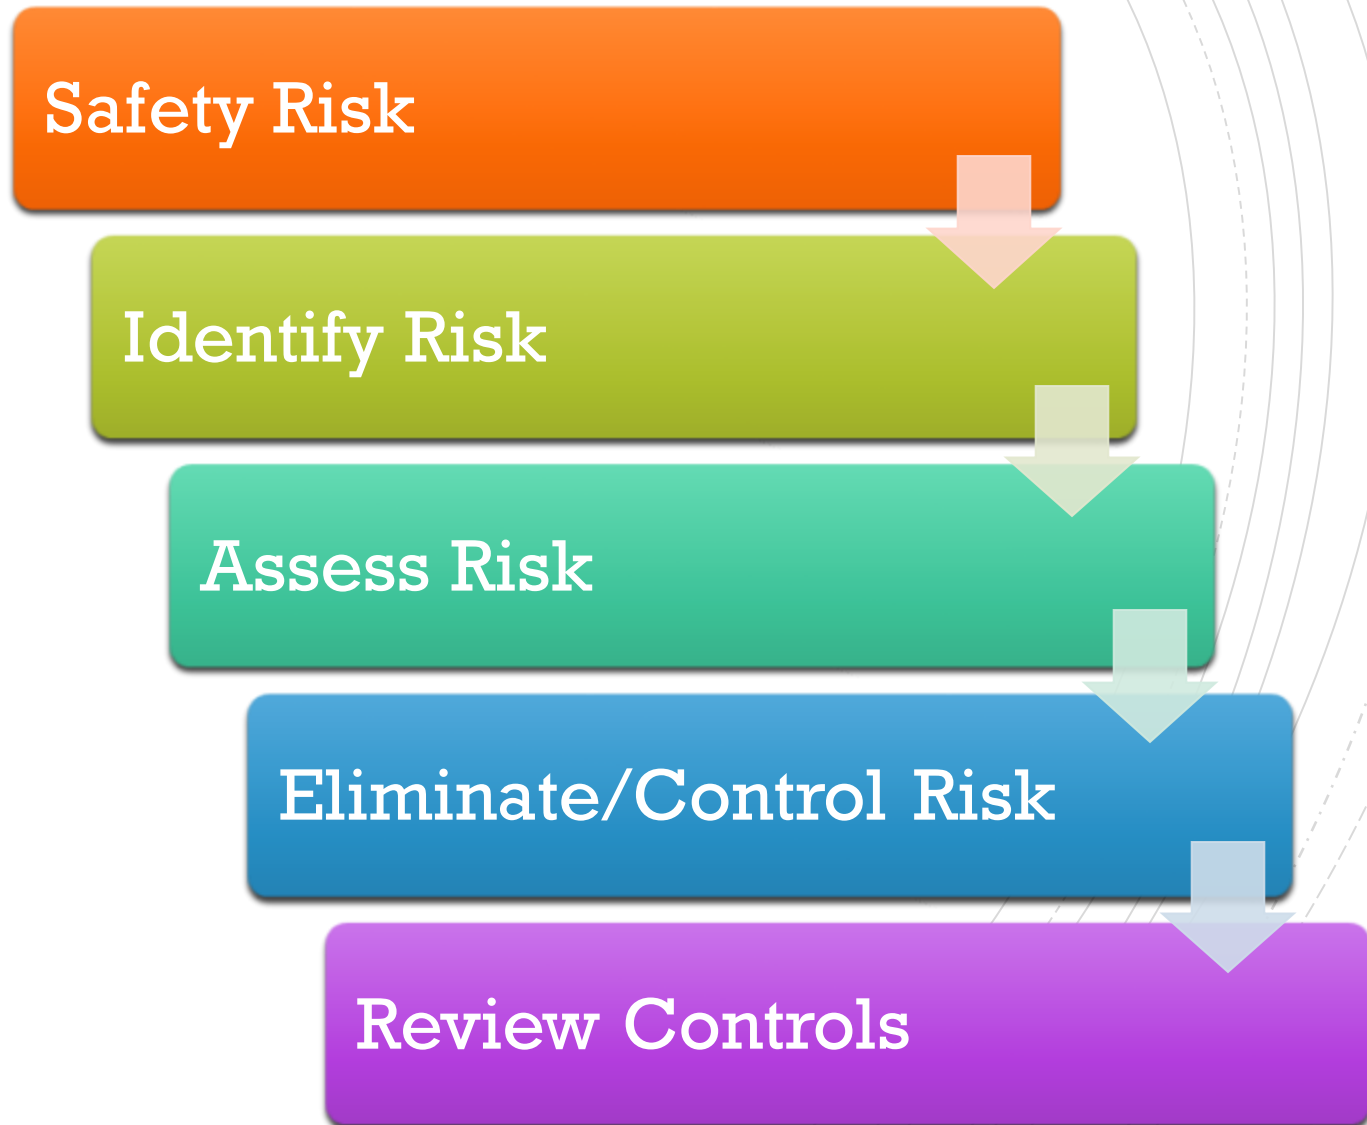 Safety Risk
Identify Risk
Assess Risk
Eliminate/Control Risk
Review Controls